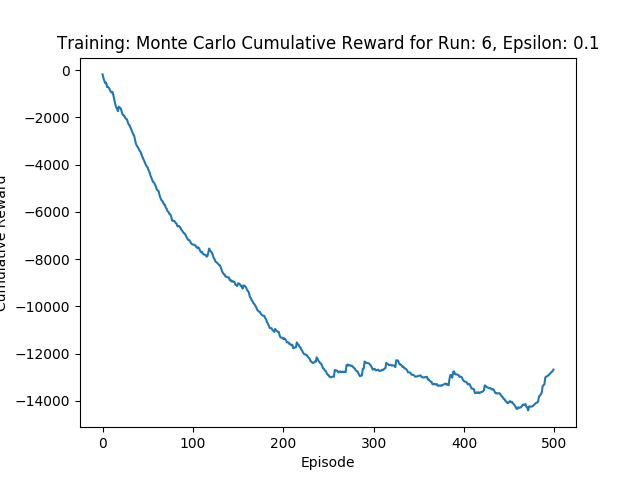 Training: Monte Carlo Cumulative Reward for Run: 6, Epsilon: 0.1
0
−2000
−4000
−6000
−8000
−10000
−12000
−14000
Cumulative Reward
0 100 200 300 400 500
Episode